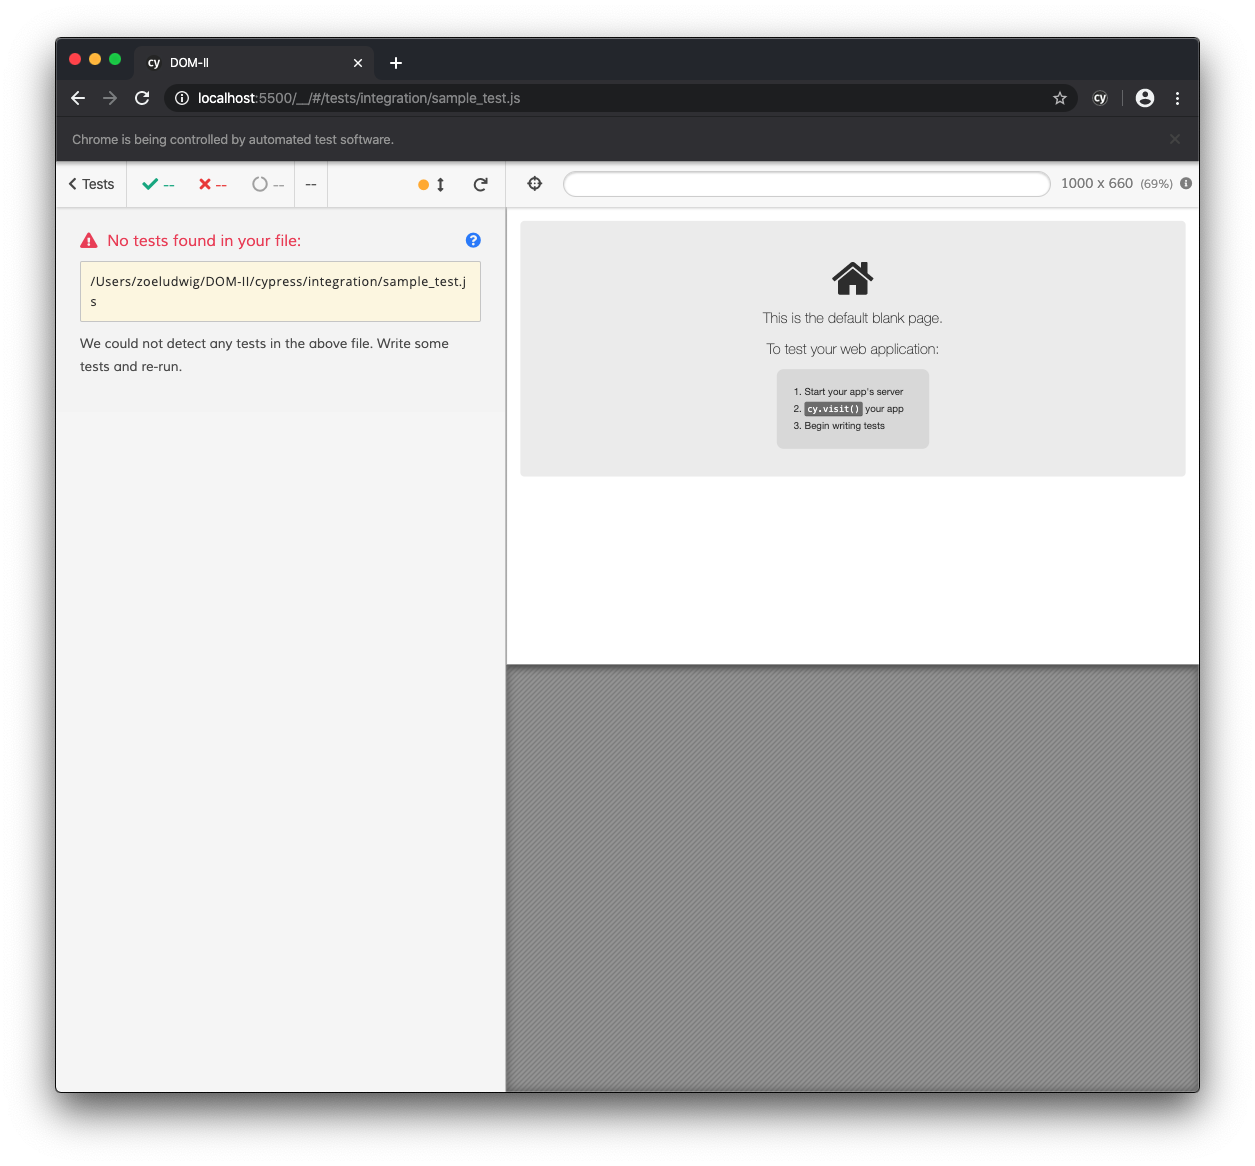 cy DOM-II
localhost:5500/__/#/tests/integration/sample_test.js
cy
Chrome is being controlled by automated test software.
Tests -- -- -- --
1000 x 660 (69%)
No tests found in your file:
/Users/zoeludwig/DOM-II/cypress/integration/sample_test.j
s
We could not detect any tests in the above file. Write some
tests and re-run.
This is the default blank page.
To test your web application:
1. Start your app's server
2. cy.visit() your app
3. Begin writing tests